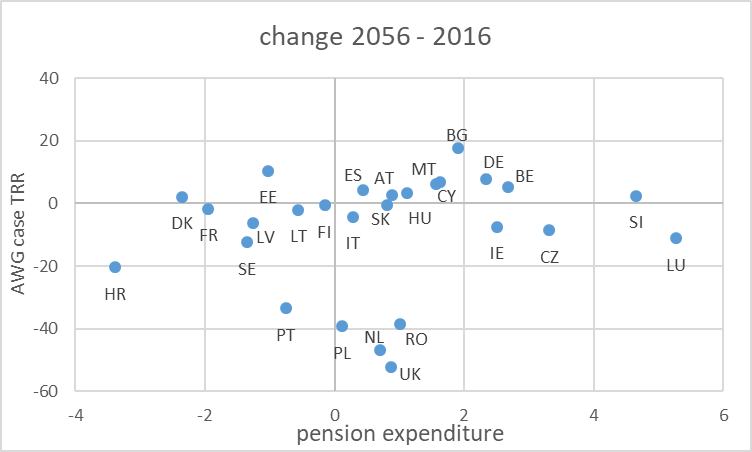 change 2056 - 2016
40
20
0
-20
-40
-60
AWG case TRR
BG
ES
AT
MT
DE
BE
EE
CY
DK
FR
LV
LT
FI
IT
SK
HU
SI
SE
IE
CZ
LU
HR
PT
PL
NL
RO
UK
-4
-2
0
2
4
6
pension expenditure